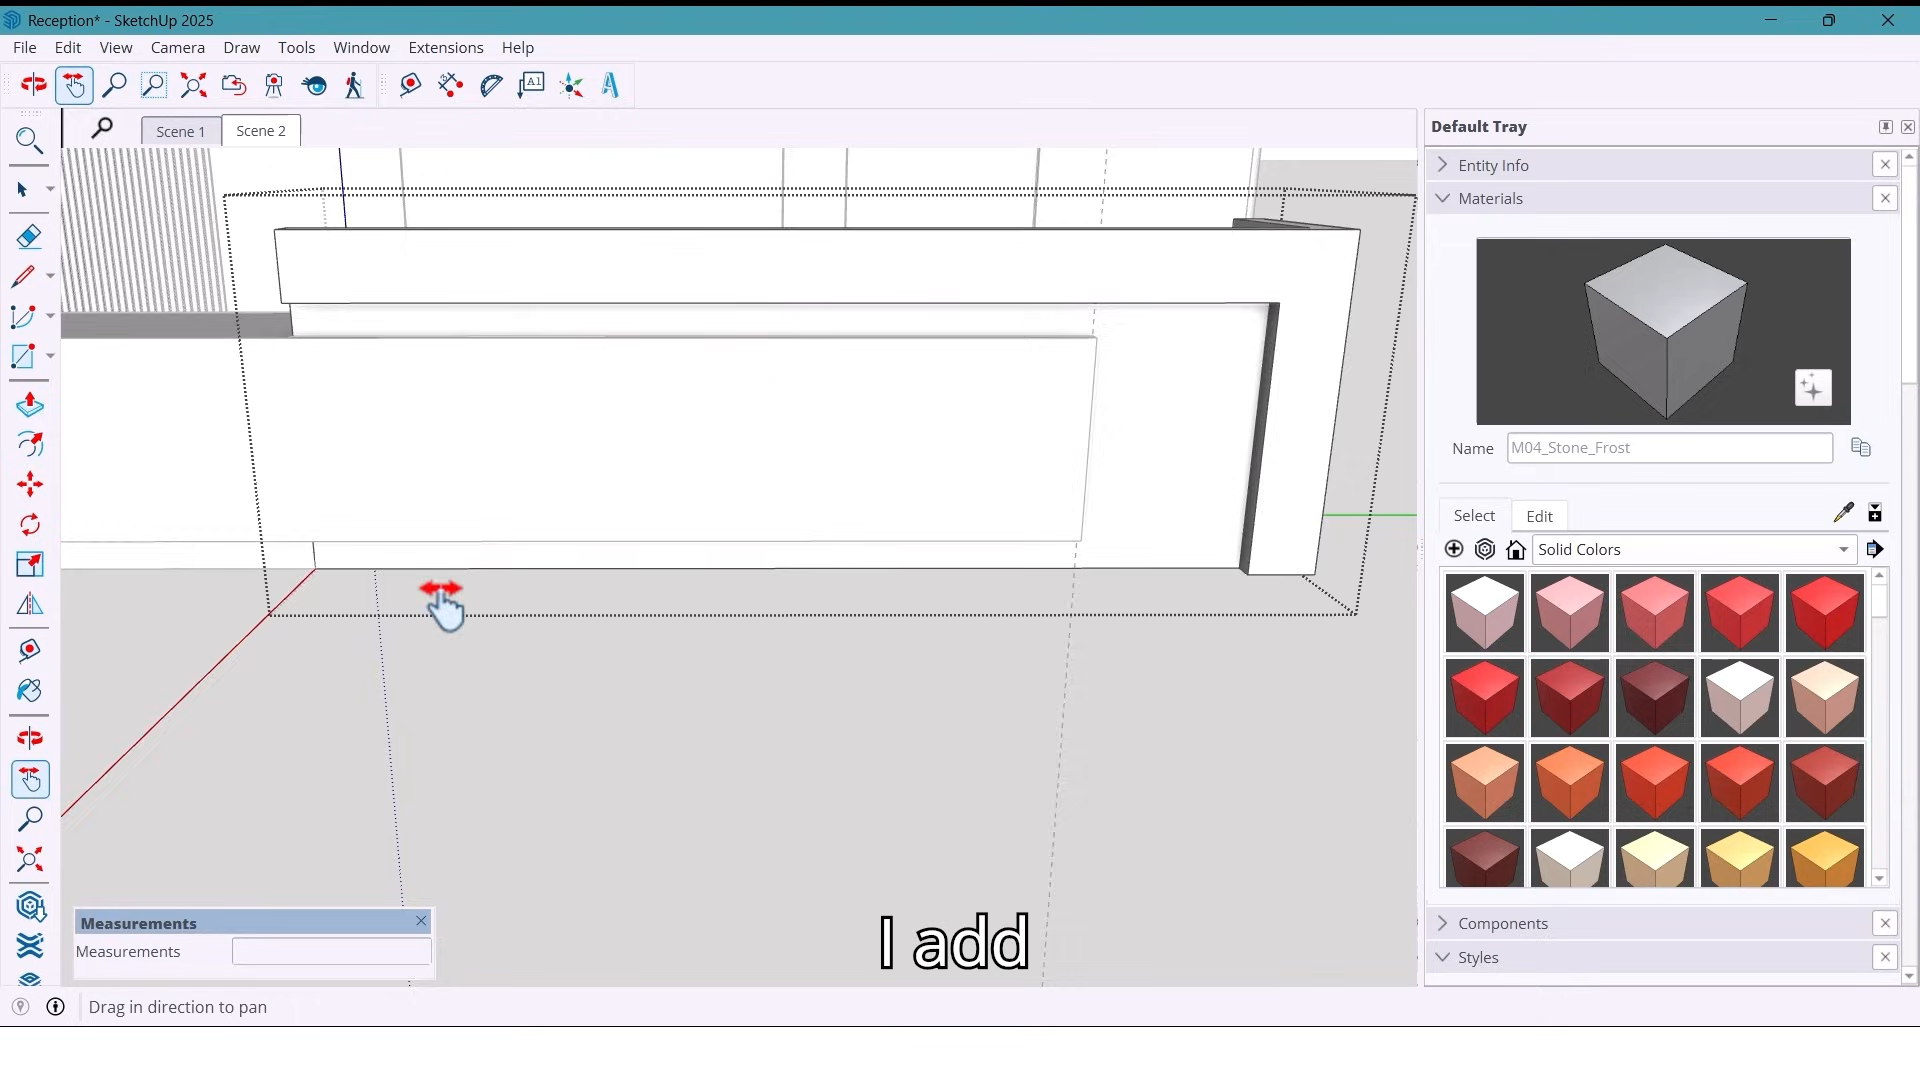 Reception* - SketchUp 2025
File Edit View Camera Draw Tools Window Extensions Help
A1
Scene 1 Scene 2
Default Tray
Entity Info
Materials
Name M04_Stone_Frost
Select Edit
Solid Colors
Components
Styles
Measurements
Measurements
I add
Drag in direction to pan